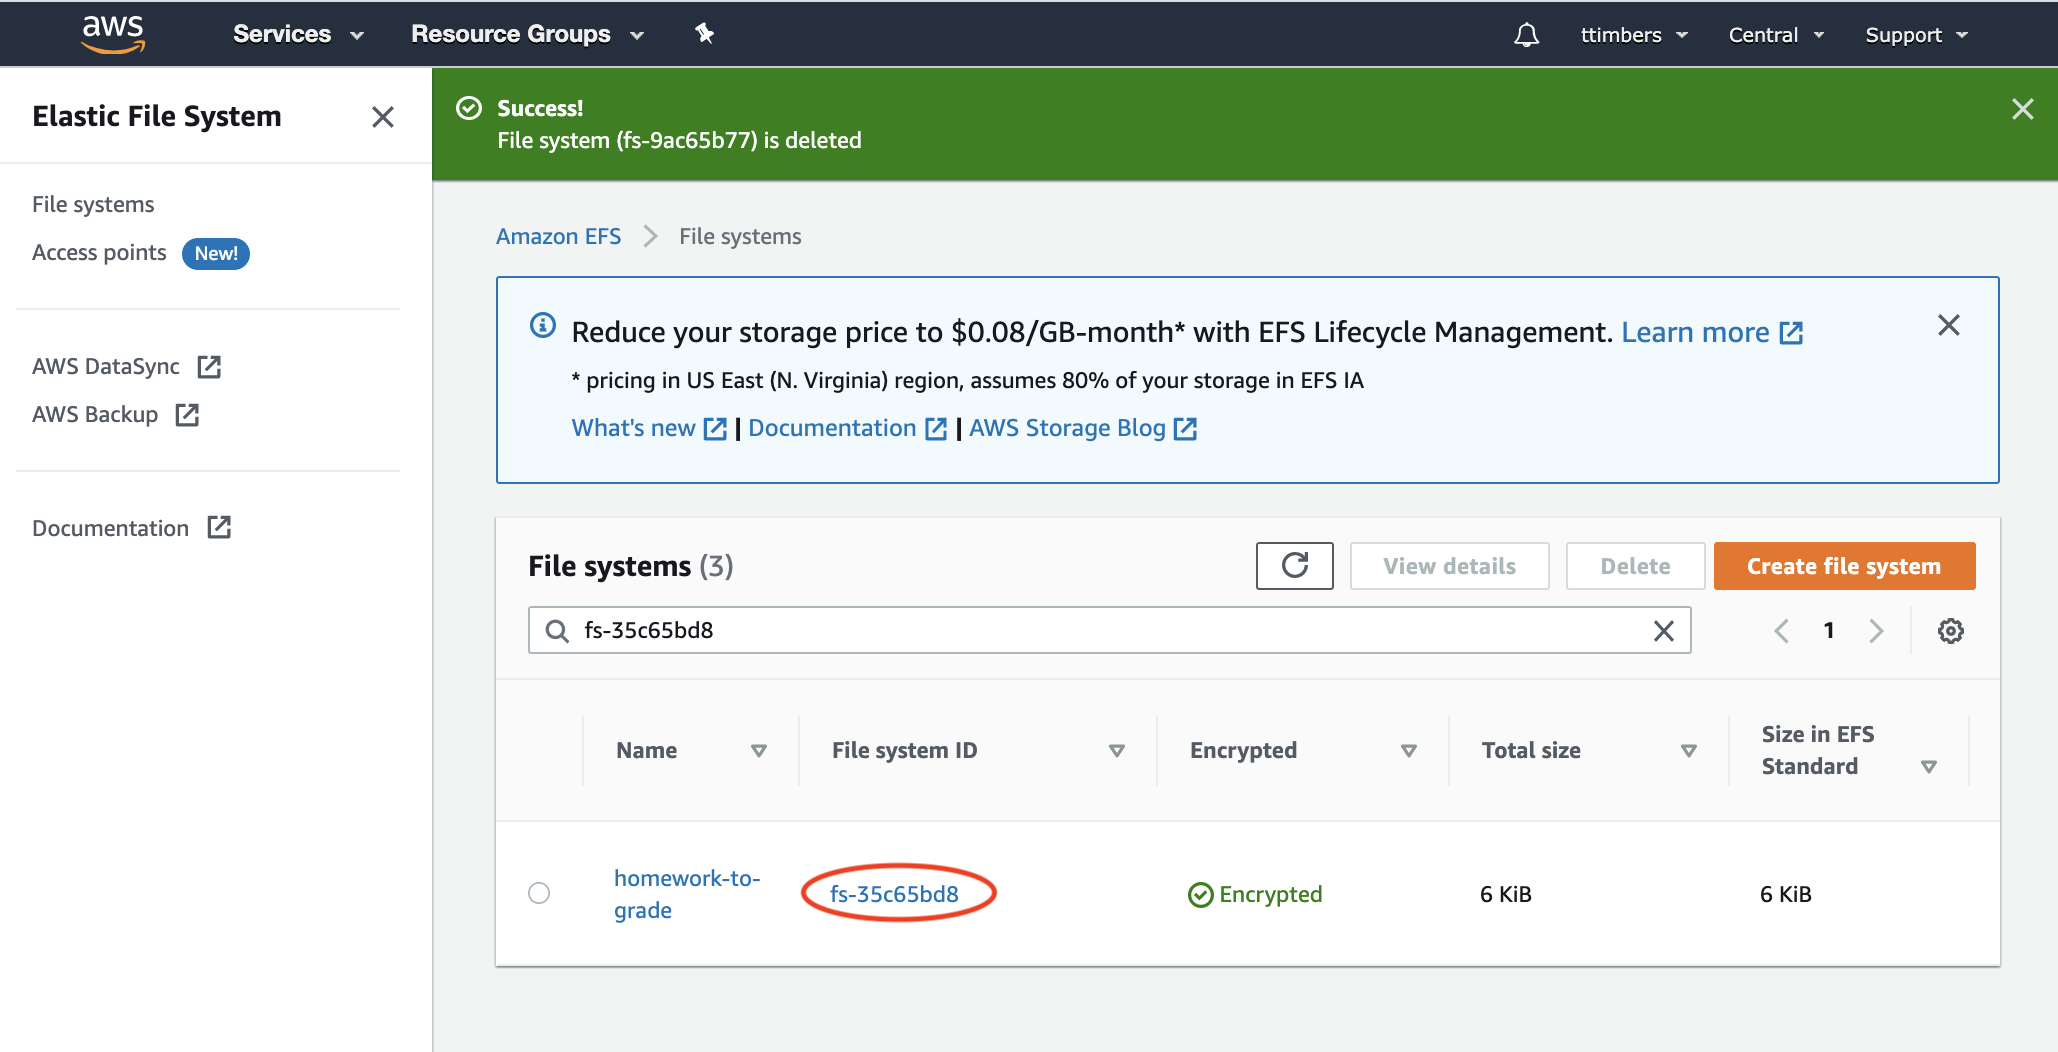 aws Services Resource Groups ttimbers Central Support
Elastic File System
File systems
Access points New!
AWS DataSync
AWS Backup
Documentation
Success!
File system (fs-9ac65b77) is deleted
Amazon EFS File systems
Reduce your storage price to $0.08/GB-month* with EFS Lifecycle Management. Learn more
* pricing in US East (N. Virginia) region, assumes 80% of your storage in EFS IA
What's new | Documentation | AWS Storage Blog
File systems (3) View details Delete Create file system
fs-35c65bd8 1
Name File system ID Encrypted Total size Size in EFS
Standard
homework-to-
grade fs-35c65bd8 Encrypted 6 KiB 6 KiB